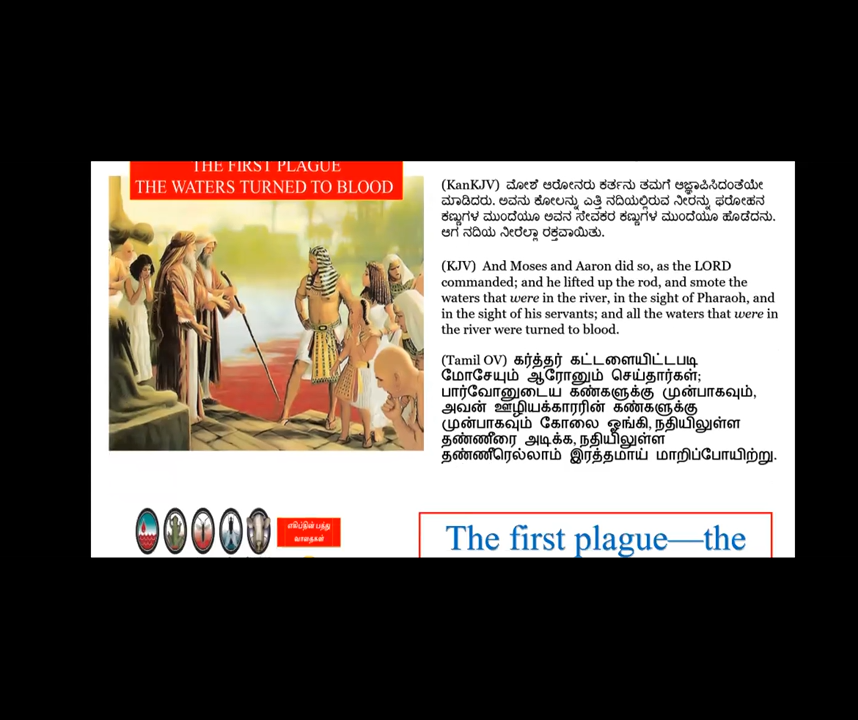 THE FIRST PLAGUE
THE WATERS TURNED TO BLOOD
(KanKJV) ಮೋಶೆ ಆರೋನರು ಕರ್ತನು ತಮಗೆ ಆಜ್ಞಾಪಿಸಿದಂತೆಯೇ
ಮಾಡಿದರು. ಅವನು ಕೋಲನ್ನು ಎತ್ತಿ ನದಿಯಲ್ಲಿರುವ ನೀರನ್ನು ಫರೋಹನ
ಕಣ್ಣುಗಳ ಮುಂದೆಯೂ ಅವನ ಸೇವಕರ ಕಣ್ಣುಗಳ ಮುಂದೆಯೂ ಹೊಡೆದನು.
ಆಗ ನದಿಯ ನೀರೆಲ್ಲಾ ರಕ್ತವಾಯಿತು.
(KJV) And Moses and Aaron did so, as the LORD
commanded; and he lifted up the rod, and smote the
waters that were in the river, in the sight of Pharaoh, and
in the sight of his servants; and all the waters that were in
the river were turned to blood.
(Tamil OV) கர்த்தர் கட்டளையிட்டபடி
மோசேயும் ஆரோனும் செய்தார்கள்;
பார்வோனுடைய கண்களுக்கு முன்பாகவும்,
அவன் ஊழியக்காரரின் கண்களுக்கு
முன்பாகவும் கோலை ஓங்கி, நதியிலுள்ள
தண்ணீரை அடிக்க, நதியிலுள்ள
தண்ணீரெல்லாம் இரத்தமாய் மாறிப்போயிற்று.
எகிப்தின் பத்து
வாதைகள்
The first plague—the